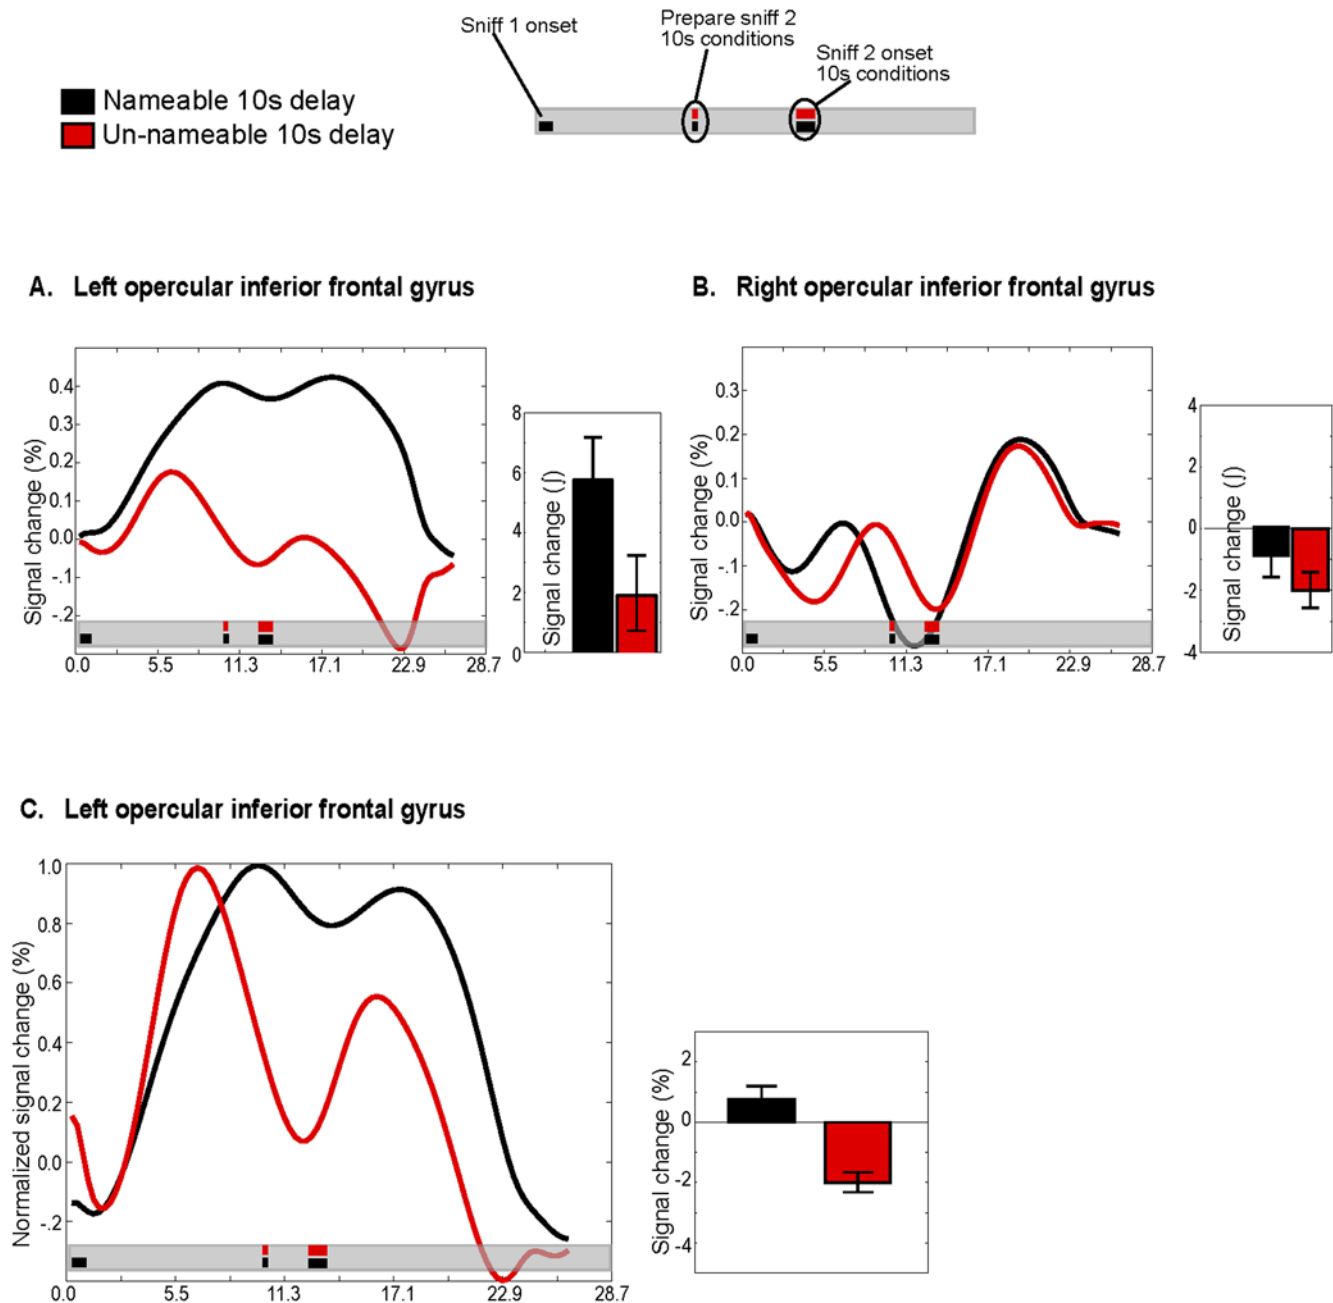 Sniff 1 onset
Prepare sniff 2
10s conditions
Sniff 2 onset
10s conditions
Nameable 10s delay
Un-nameable 10s delay
A. Left opercular inferior frontal gyrus
Signal change (%)
0.4
0.3
0.2
0.1
0.0
-.1
-.2
0.0 5.5 11.3 17.1 22.9 28.7
Signal change (∫)
8
6
4
2
0
B. Right opercular inferior frontal gyrus
Signal change (%)
0.3
0.2
0.1
0.0
-.1
-.2
0.0 5.5 11.3 17.1 22.9 28.7
Signal change (∫)
4
2
0
-2
-4
C. Left opercular inferior frontal gyrus
Normalized signal change (%)
1.0
0.8
0.6
0.4
0.2
0.0
-.2
0.0 5.5 11.3 17.1 22.9 28.7
Signal change (%)
2
0
-2
-4